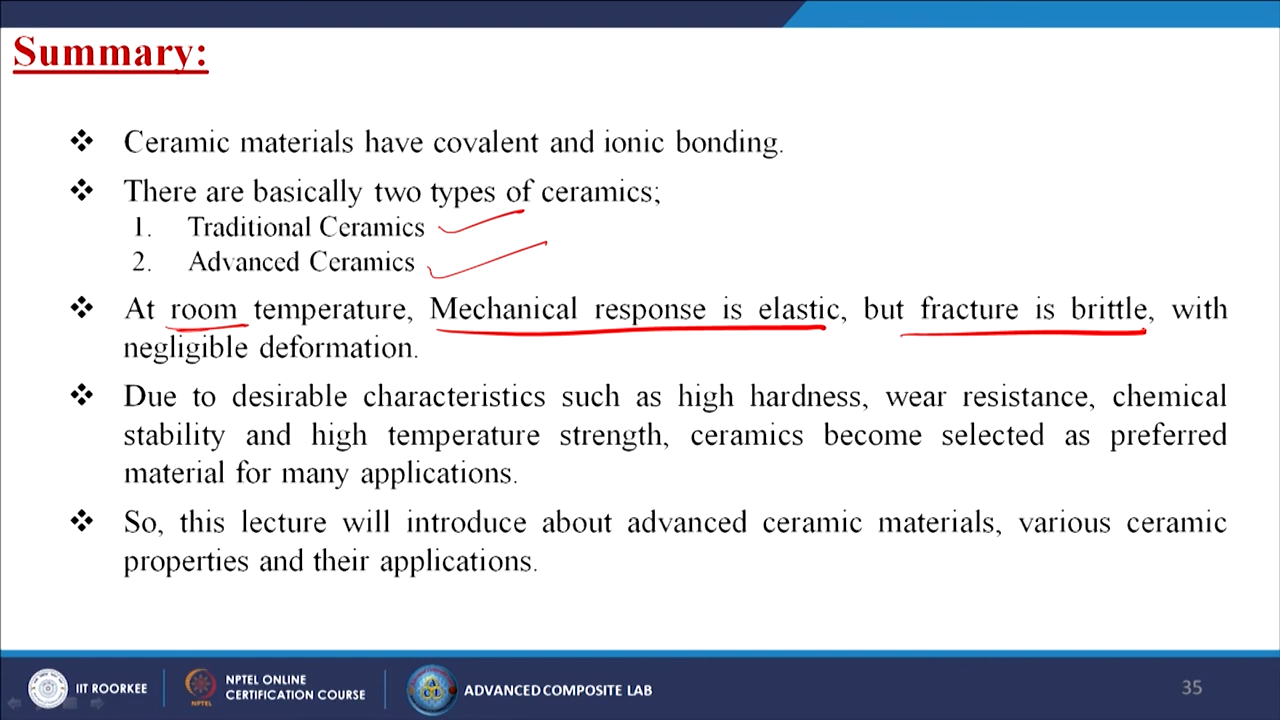 Summary:
❖ Ceramic materials have covalent and ionic bonding.
❖ There are basically two types of ceramics;
1. Traditional Ceramics
2. Advanced Ceramics
❖ At room temperature, Mechanical response is elastic, but fracture is brittle, with
negligible deformation.
❖ Due to desirable characteristics such as high hardness, wear resistance, chemical
stability and high temperature strength, ceramics become selected as preferred
material for many applications.
❖ So, this lecture will introduce about advanced ceramic materials, various ceramic
properties and their applications.
IIT ROORKEE
NPTEL
NPTEL ONLINE
CERTIFICATION COURSE
ACL
ADVANCED COMPOSITE LAB
35